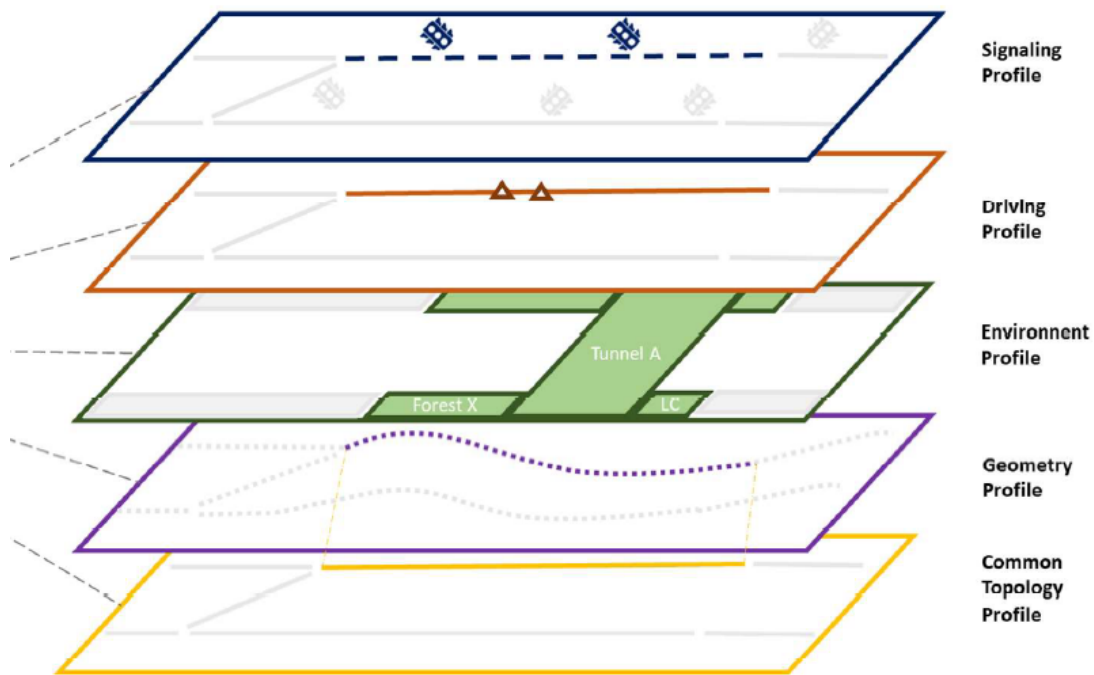 Signaling
Profile
Driving
Profile
Tunnel A
Environnent
Profile
Forest X
LC
Geometry
Profile
Common
Topology
Profile